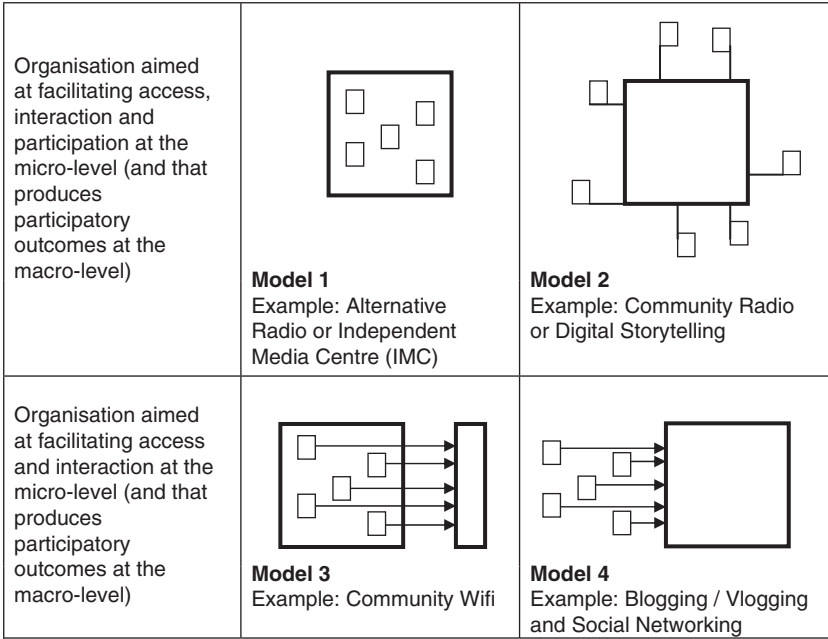 Organisation aimed
at facilitating access,
interaction and
participation at the
micro-level (and that
produces
participatory
outcomes at the
macro-level)
Model 1
Example: Alternative
Radio or Independent
Media Centre (IMC)
Model 2
Example: Community Radio
or Digital Storytelling
Organisation aimed
at facilitating access
and interaction at the
micro-level (and that
produces
participatory
outcomes at the
macro-level)
Model 3
Example: Community Wifi
Model 4
Example: Blogging / Vlogging
and Social Networking